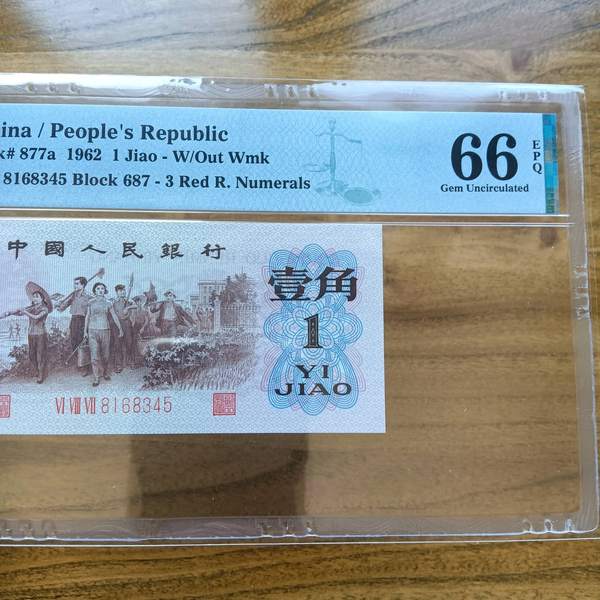 ina / People's Republic
k# 877a 1962 1 Jiao - W/Out Wmk
8168345 Block 687 - 3 Red R. Numerals
66
EPQ
Gem Uncirculated
中國人民銀行
壹角
1
YI
JIAO
VI VIII VII 8168345